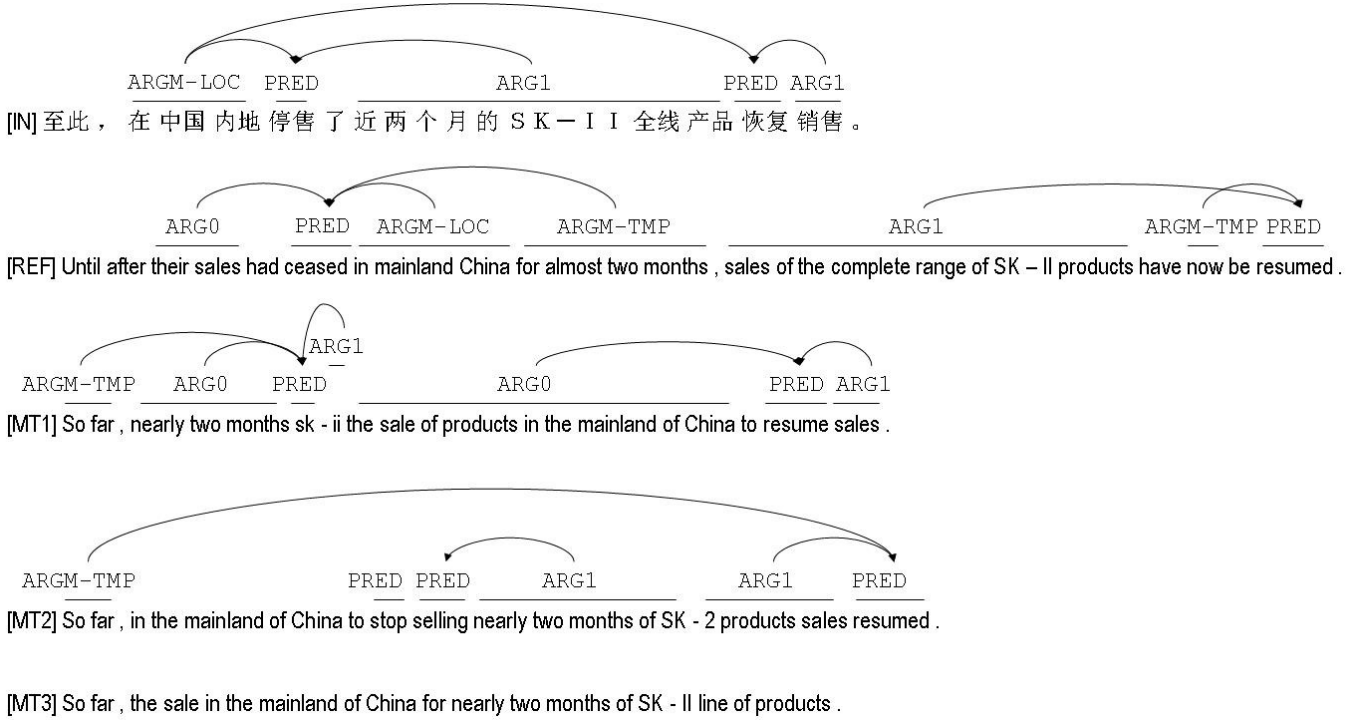 ARGM-LOC PRED ARG1 PRED ARG1
[IN] 至此， 在 中国 内地 停售 了 近 两 个 月 的 ＳＫ－ＩＩ 全线 产品 恢复 销售 。
ARG0 PRED ARGM-LOC ARGM-TMP ARG1 ARGM-TMP PRED
[REF] Until after their sales had ceased in mainland China for almost two months , sales of the complete range of SK – II products have now be resumed .
ARG1
ARGM-TMP ARG0 PRED ARG0 PRED ARG1
[MT1] So far , nearly two months sk - ii the sale of products in the mainland of China to resume sales .
ARGM-TMP PRED PRED ARG1 ARG1 PRED
[MT2] So far , in the mainland of China to stop selling nearly two months of SK - 2 products sales resumed .
[MT3] So far , the sale in the mainland of China for nearly two months of SK - II line of products .